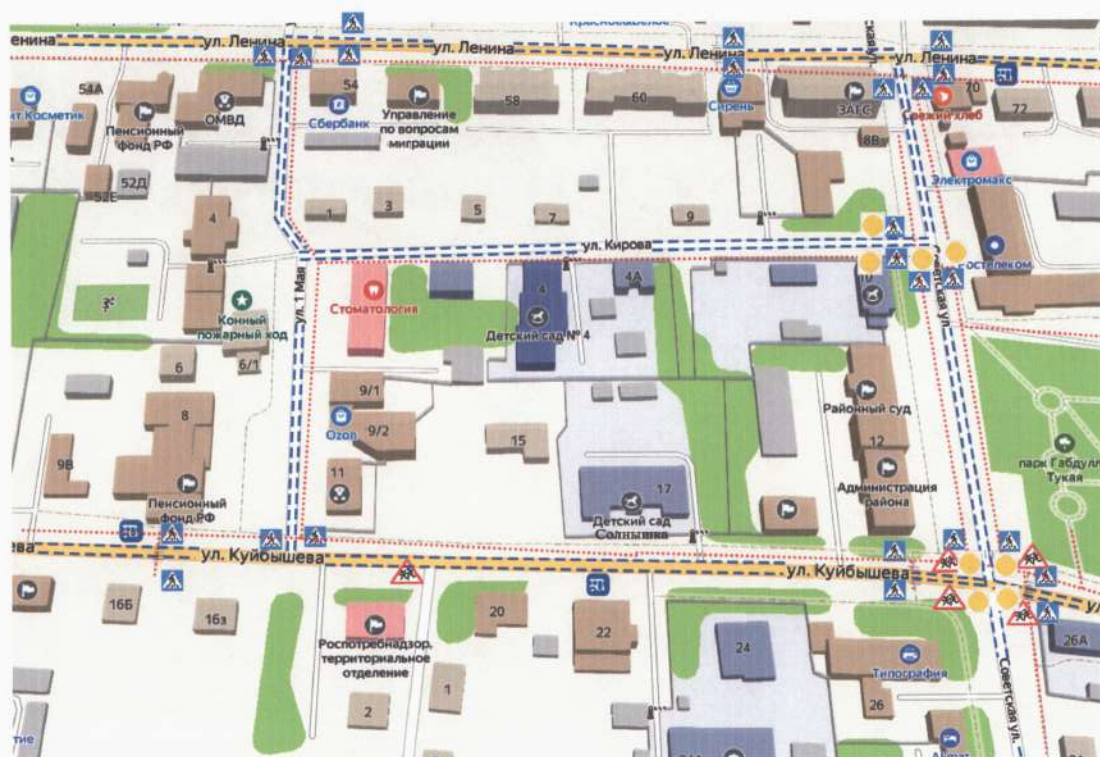 ул. Ленина
ул. Ленина
ул. Ленина
ул. Ленина
54А
Пенсионный
фонд РФ
ОМВД
54
Сбербанк
Управление
по вопросам
миграции
58
60
Сирень
ЗАГС
8В
70
Свежий хлеб
72
Электромакс
52Е
52Д
4
1
3
5
7
9
ул. Кирова
ул. 1 Мая
Конный
пожарный ход
Стоматология
4
Детский сад № 4
4А
6
6/1
8
9/1
Ozon
9/2
11
15
9В
Пенсионный
фонд РФ
17
Детский сад
Солнышка
Районный суд
12
Администрация
района
парк Габдулл
Тукая
ул. Куйбышева
ул. Куйбышева
16Б
16з
Роспотребнадзор,
территориальное
отделение
20
22
24
Типография
26
26А
1
2
Советская ул.